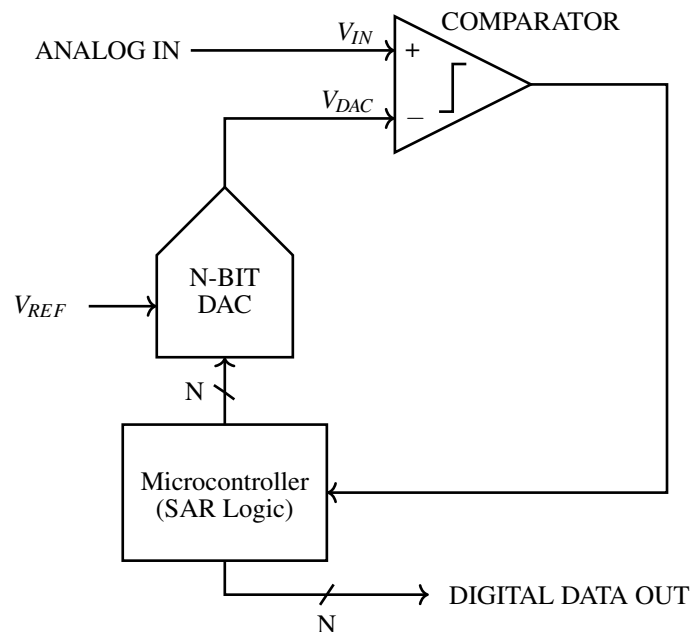 COMPARATOR
ANALOG IN
V_IN
+
V_DAC
−
N-BIT
DAC
V_REF
N
Microcontroller
(SAR Logic)
DIGITAL DATA OUT
N